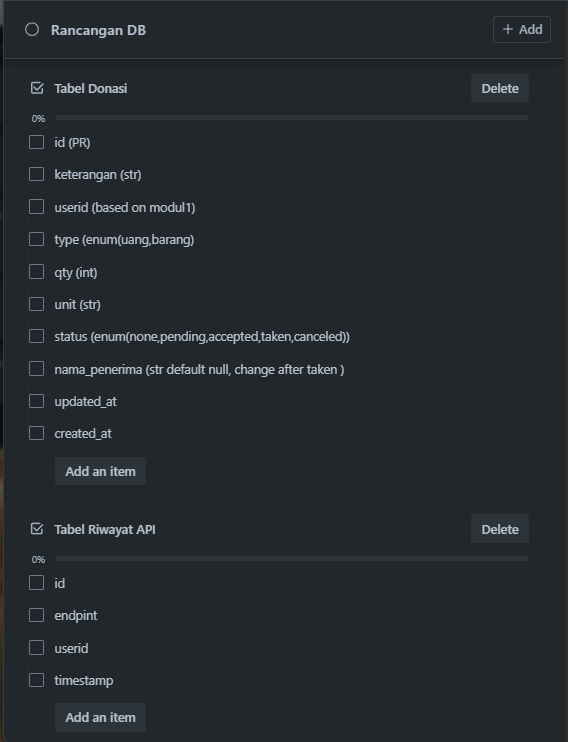 Rancangan DB
+ Add
Tabel Donasi
Delete
0%
id (PR)
keterangan (str)
userid (based on modul1)
type (enum(uang,barang)
qty (int)
unit (str)
status (enum(none,pending,accepted,taken,canceled))
nama_penerima (str default null, change after taken )
updated_at
created_at
Add an item
Tabel Riwayat API
Delete
0%
id
endpint
userid
timestamp
Add an item